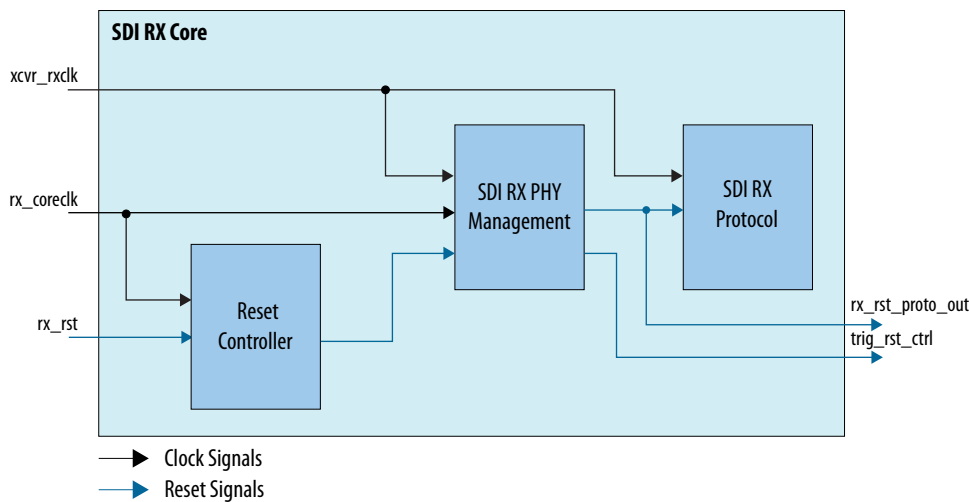 SDI RX Core
xcvr_rxclk
rx_coreclk
rx_rst
SDI RX PHY
Management
SDI RX
Protocol
Reset
Controller
rx_rst_proto_out
trig_rst_ctrl
Clock Signals
Reset Signals